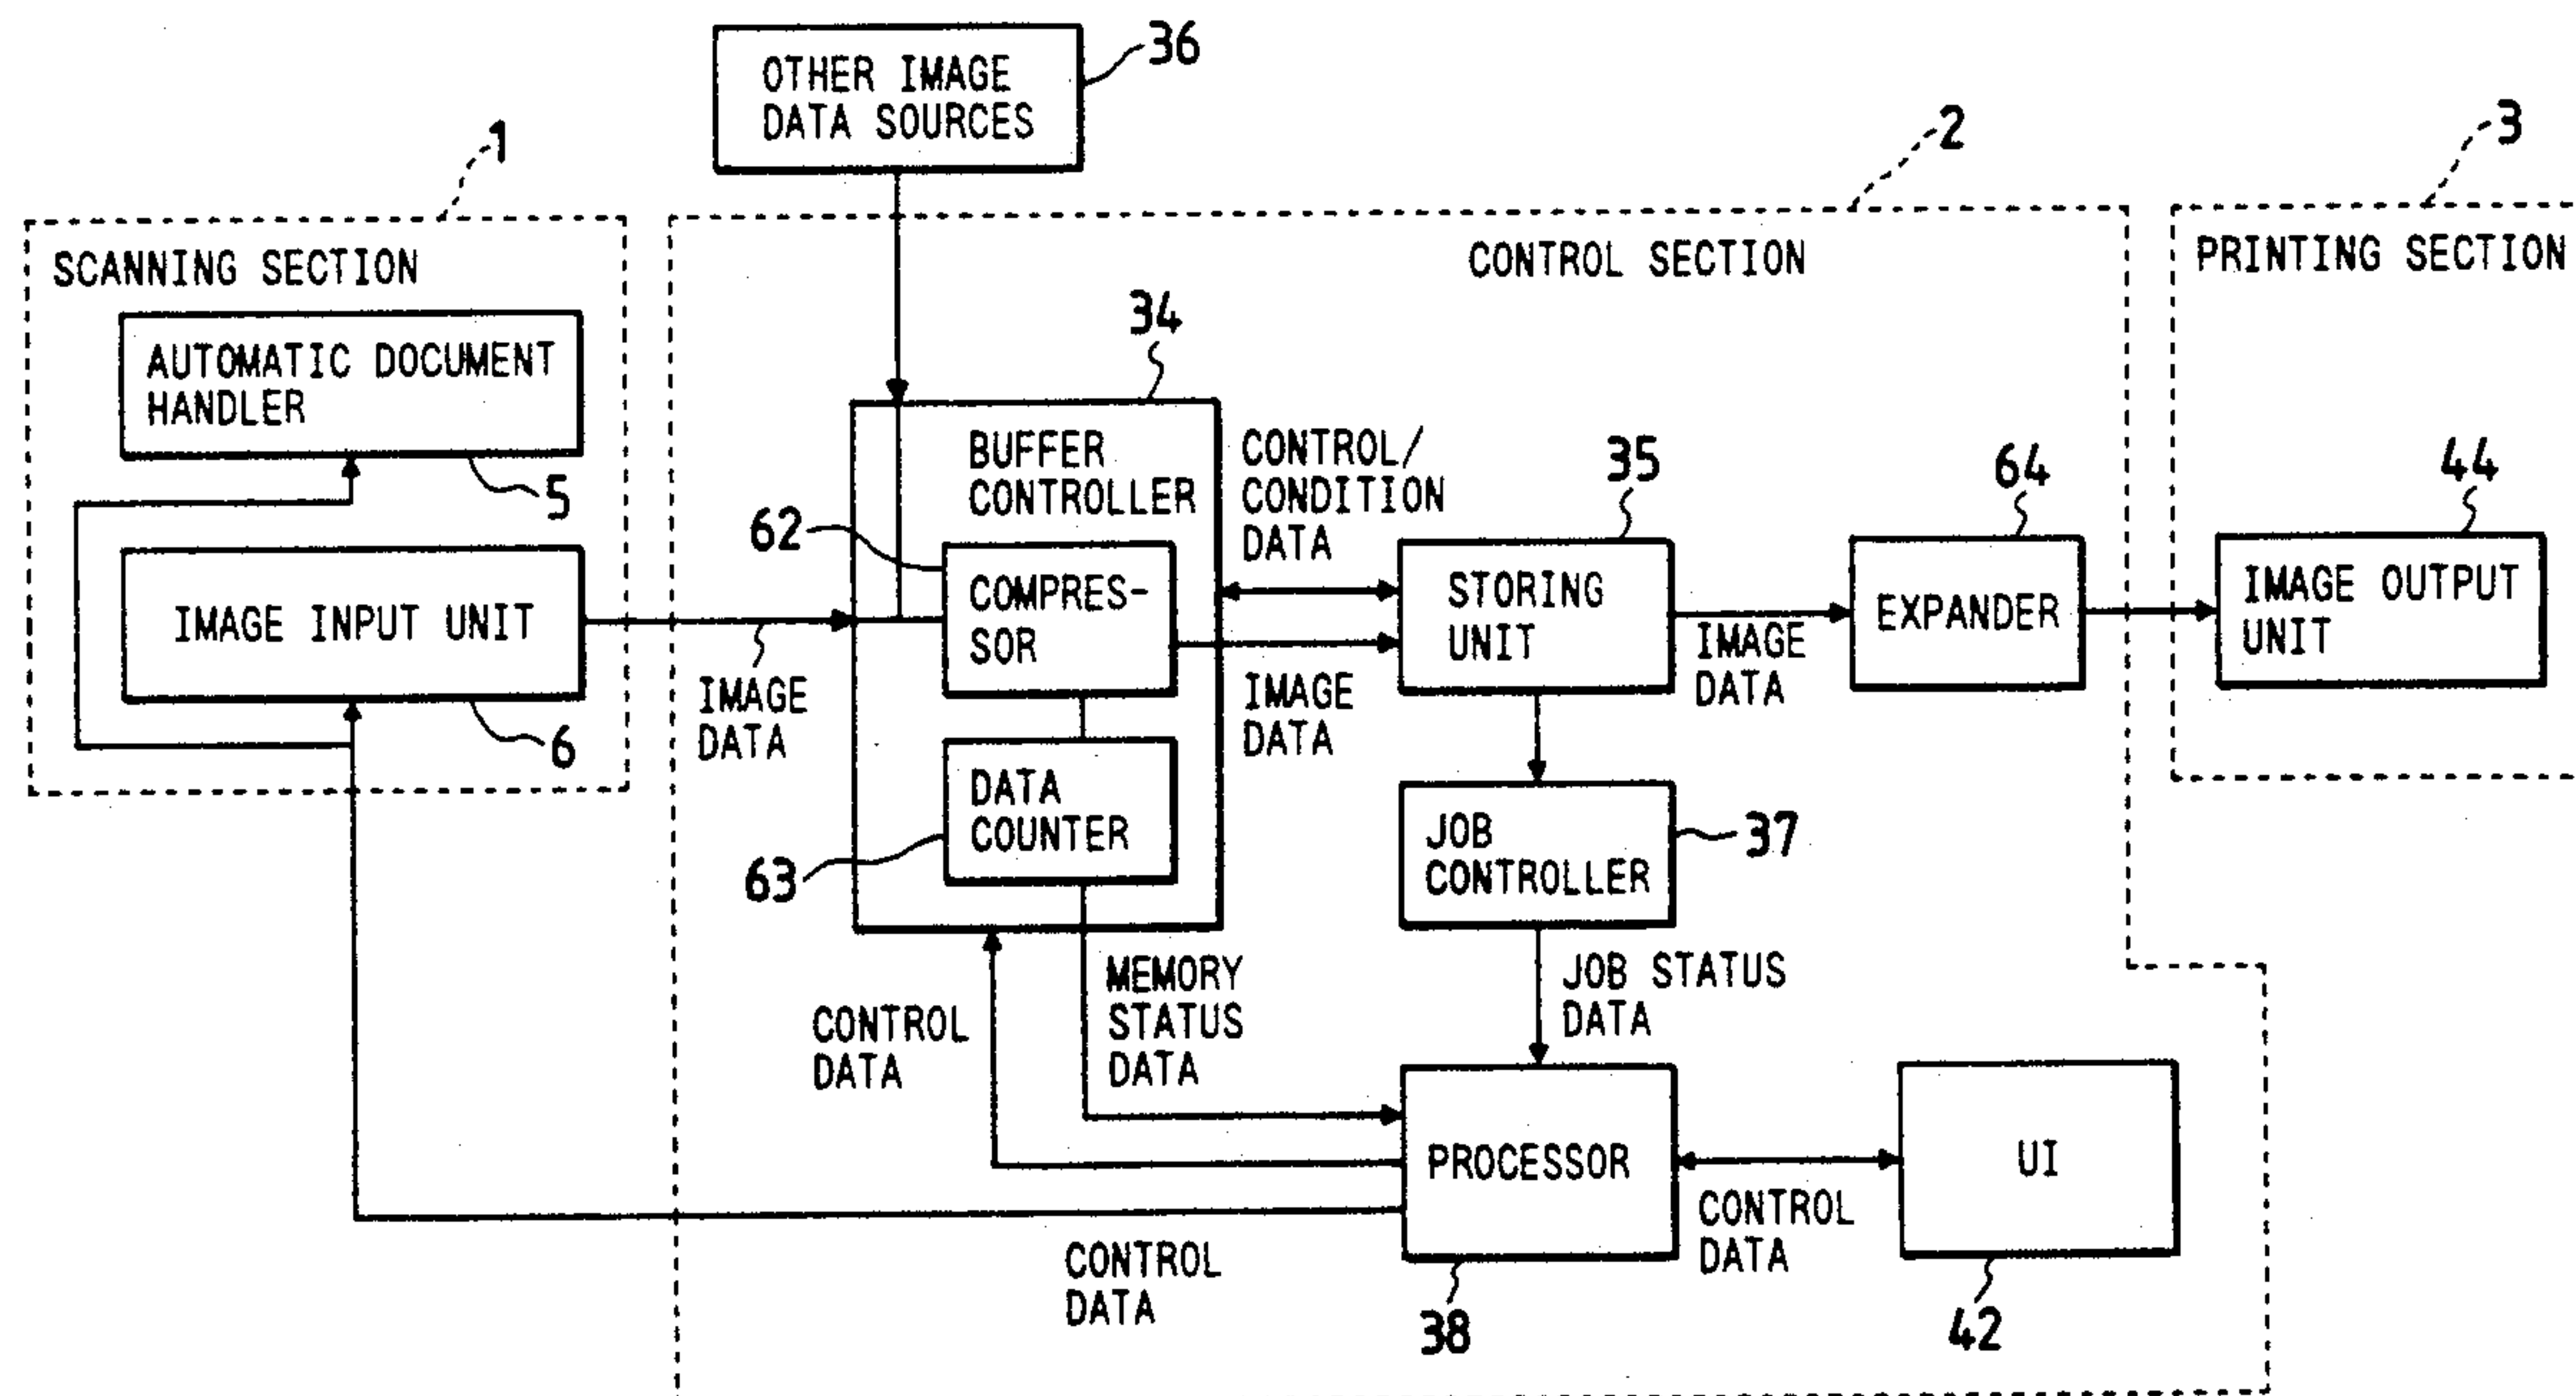 36
OTHER IMAGE
DATA SOURCES
1
2
3
SCANNING SECTION
CONTROL SECTION
PRINTING SECTION
AUTOMATIC DOCUMENT
HANDLER
5
IMAGE INPUT UNIT
6
IMAGE
DATA
34
BUFFER
CONTROLLER
62
COMPRES-
SOR
DATA
COUNTER
63
CONTROL/
CONDITION
DATA
IMAGE
DATA
35
STORING
UNIT
IMAGE
DATA
64
EXPANDER
44
IMAGE OUTPUT
UNIT
JOB
CONTROLLER
37
JOB STATUS
DATA
MEMORY
STATUS
DATA
CONTROL
DATA
PROCESSOR
38
CONTROL
DATA
UI
42
CONTROL
DATA